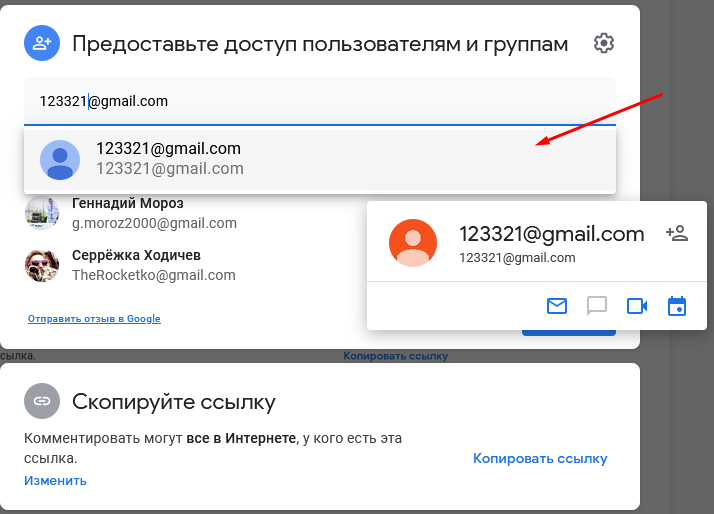 Предоставьте доступ пользователям и группам
123321@gmail.com
123321@gmail.com
123321@gmail.com
Геннадий Мороз
g.moroz2000@gmail.com
Серрёжка Ходичев
TheRocketko@gmail.com
123321@gmail.com
123321@gmail.com
Отправить отзыв в Google
сылка.
Копировать ссылку
Скопируйте ссылку
Комментировать могут все в Интернете, у кого есть эта
ссылка.
Копировать ссылку
Изменить